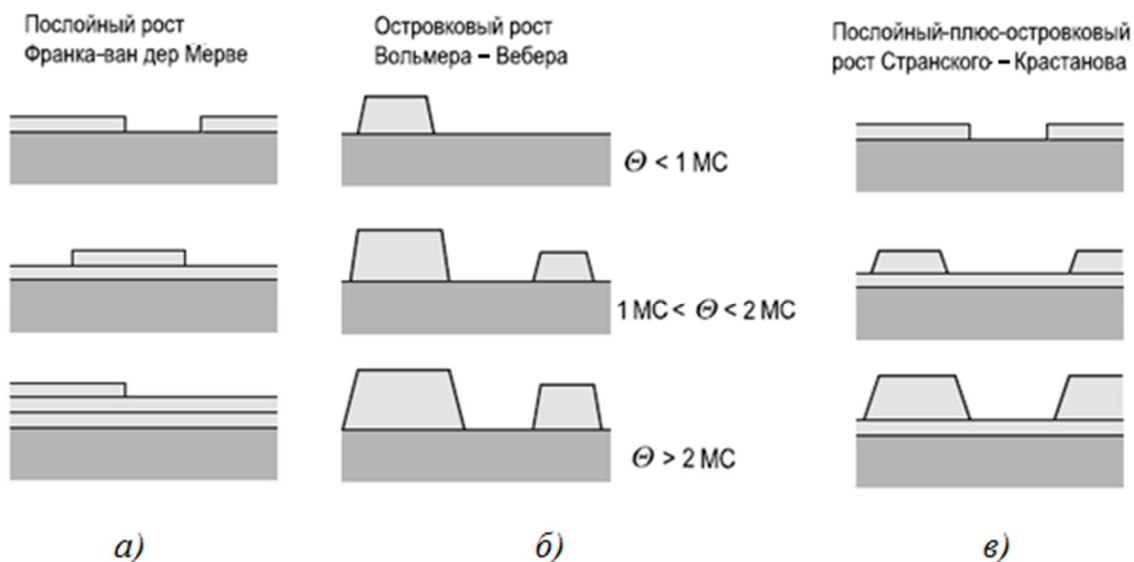 Послойный рост
Франка-ван дер Мерве
Островковый рост
Вольмера – Вебера
Послойный-плюс-островковый
рост Странского- – Крастанова
Θ < 1 МС
1 МС < Θ < 2 МС
Θ > 2 МС
а)
б)
в)